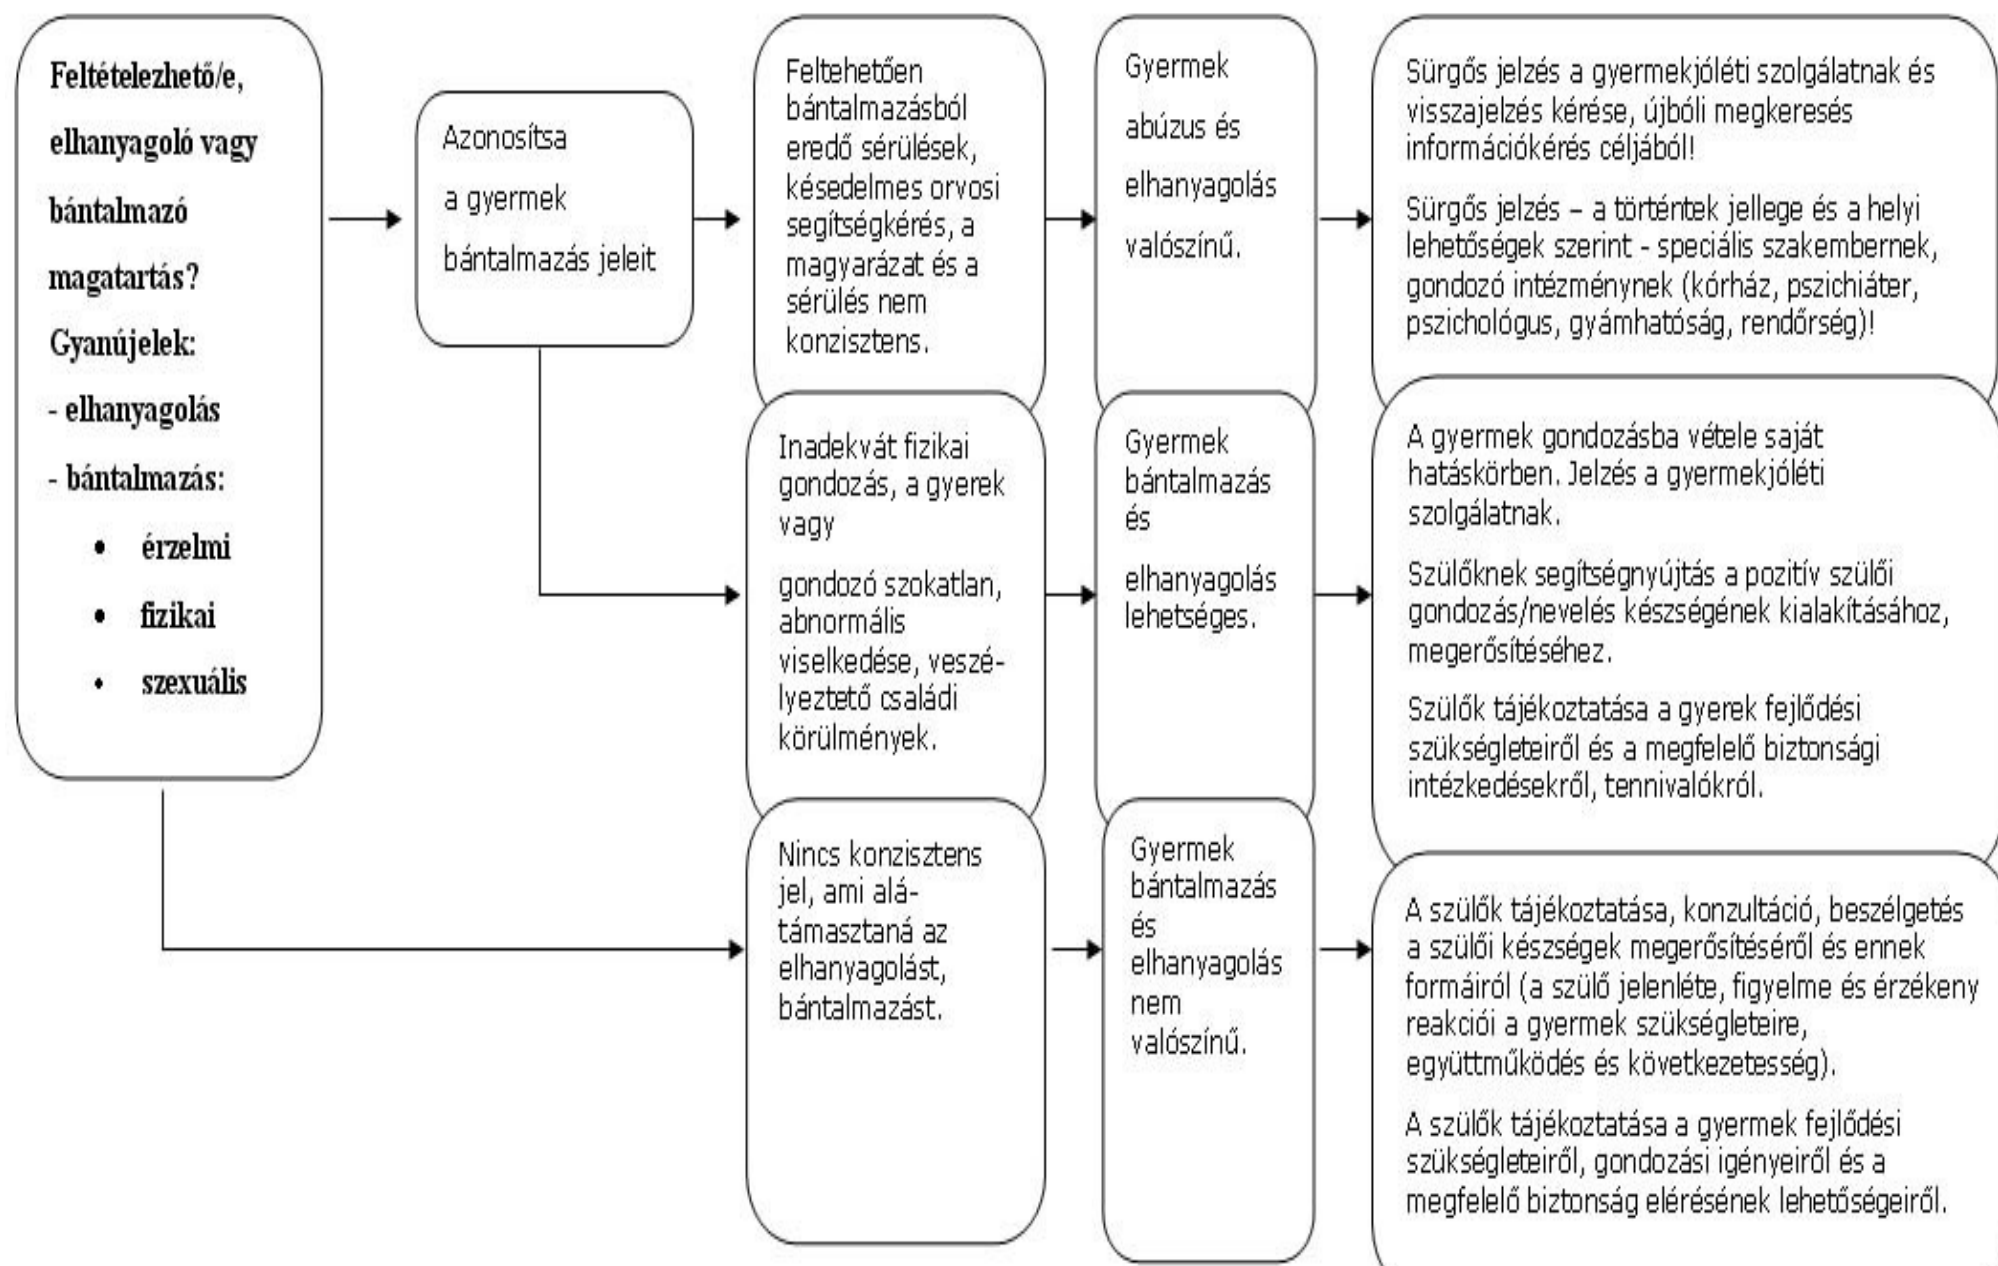 Feltételezhető/e,
elhanyagoló vagy
bántalmazó
magatartás?
Gyanújelek:
- elhanyagolás
- bántalmazás:
• érzelmi
• fizikai
• szexuális
Azonosítsa
a gyermek
bántalmazás jeleit
Feltehetően
bántalmazásból
eredő sérülések,
késedelmes orvosi
segítségkérés, a
magyarázat és a
sérülés nem
konzisztens.
Gyermek
abúzus és
elhanyagolás
valószínű.
Sürgős jelzés a gyermekjóléti szolgálatnak és
visszajelzés kérése, újbóli megkeresés
információkérés céljából!
Sürgős jelzés – a történtek jellege és a helyi
lehetőségek szerint - speciális szakembernek,
gondozó intézménynek (kórház, pszichiáter,
pszichológus, gyámhatóság, rendőrség)!
Inadekvát fizikai
gondozás, a gyerek
vagy
gondozó szokatlan,
abnormális
viselkedése, veszé-
lyeztető családi
körülmények.
Gyermek
bántalmazás
és
elhanyagolás
lehetséges.
A gyermek gondozásba vétele saját
hatáskörben. Jelzés a gyermekjóléti
szolgálatnak.
Szülőknek segítségnyújtás a pozitív szülői
gondozás/nevelés készségének kialakításához,
megerősítéséhez.
Szülők tájékoztatása a gyerek fejlődési
szükségleteiről és a megfelelő biztonsági
intézkedésekről, tennivalókról.
Nincs konzisztens
jel, ami alá-
támasztaná az
elhanyagolást,
bántalmazást.
Gyermek
bántalmazás
és
elhanyagolás
nem
valószínű.
A szülők tájékoztatása, konzultáció, beszélgetés
a szülői készségek megerősítéséről és ennek
formáiról (a szülő jelenléte, figyelme és érzékeny
reakciói a gyermek szükségleteire,
együttműködés és következetesség).
A szülők tájékoztatása a gyermek fejlődési
szükségleteiről, gondozási igényeiről és a
megfelelő biztonság elérésének lehetőségeiről.